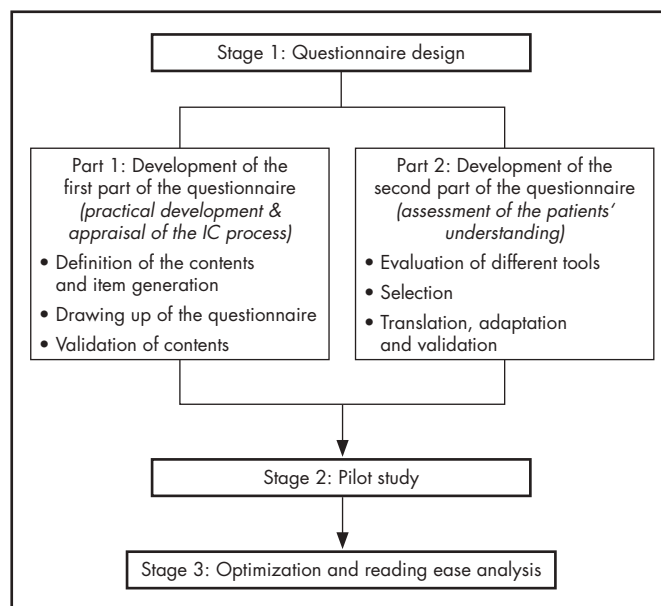 Stage 1: Questionnaire design
Part 1: Development of the
first part of the questionnaire
(practical development &
appraisal of the IC process)
• Definition of the contents
and item generation
• Drawing up of the questionnaire
• Validation of contents
Part 2: Development of the
second part of the questionnaire
(assessment of the patients‘
understanding)
• Evaluation of different tools
• Selection
• Translation, adaptation
and validation
Stage 2: Pilot study
Stage 3: Optimization and reading ease analysis